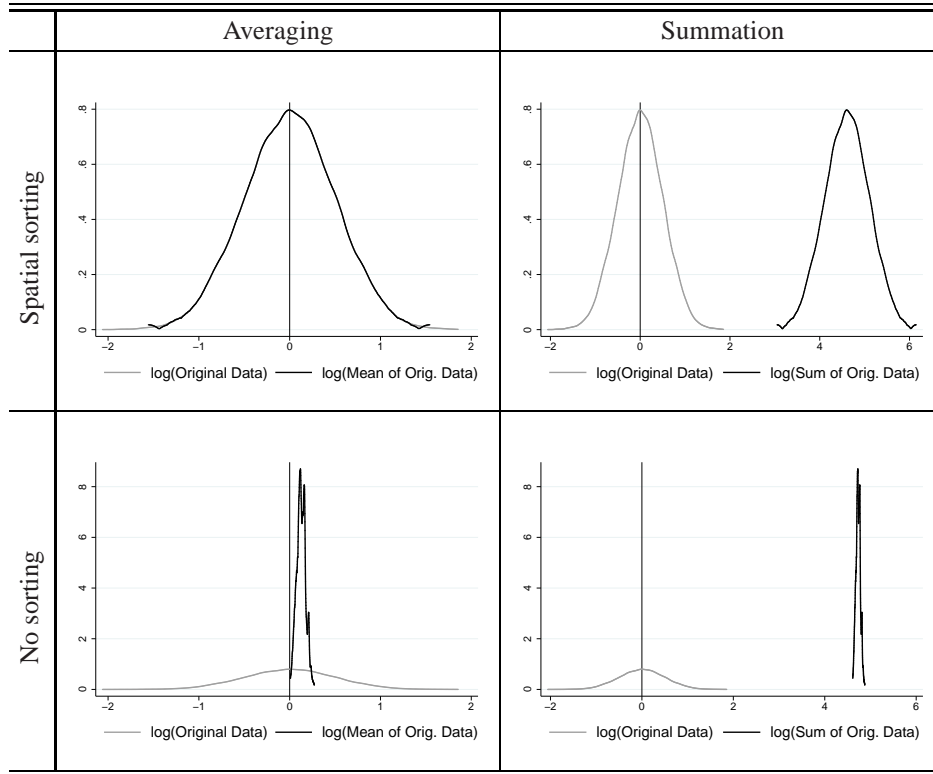 Averaging
Summation
Spatial sorting
.8
.6
.4
.2
0
−2 −1 0 1 2
log(Original Data) log(Mean of Orig. Data)
.8
.6
.4
.2
0
−2 0 2 4 6
log(Original Data) log(Sum of Orig. Data)
No sorting
8
6
4
2
0
−2 −1 0 1 2
log(Original Data) log(Mean of Orig. Data)
8
6
4
2
0
−2 0 2 4 6
log(Original Data) log(Sum of Orig. Data)